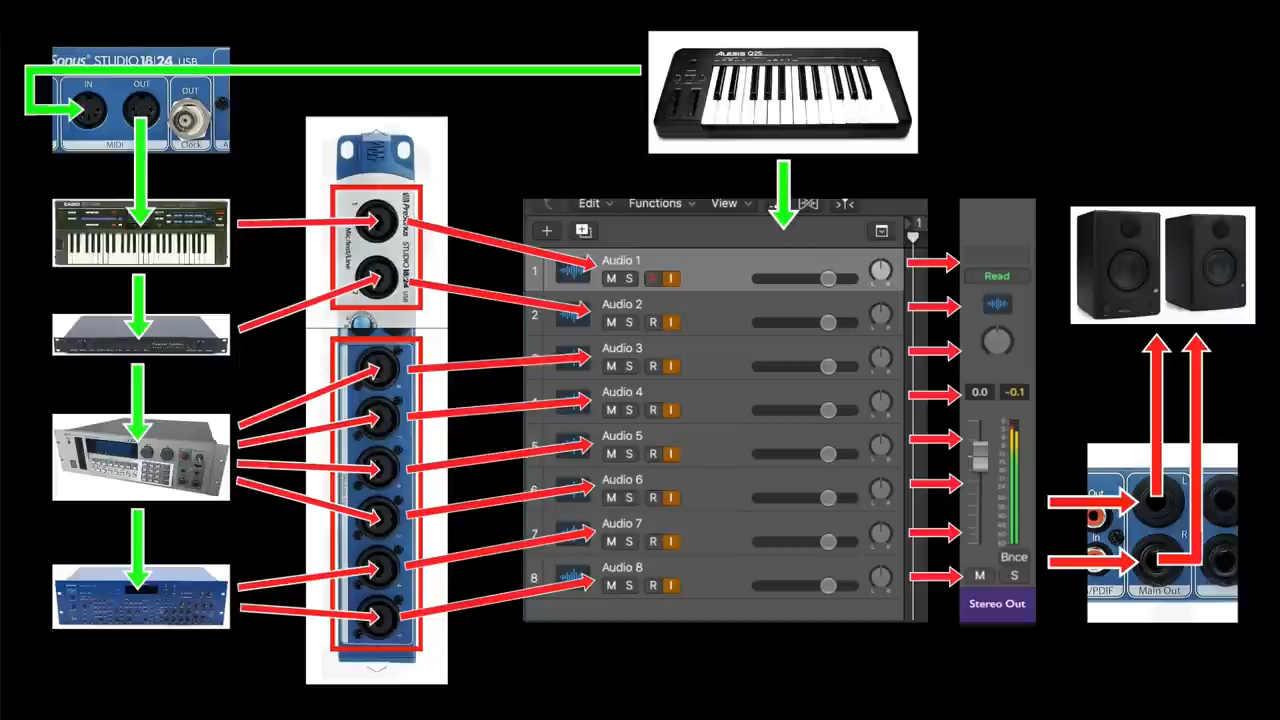 Sonus® STUDIO 18|24 USB
IN
OUT
OUT
MIDI
Clock
ALESIS Q25
CASIO
1
Mic/Inst/Line
2
PreSonus STUDIO 18|24 USB
Edit
Functions
View
1
1
Audio 1
M S R I
L R
2
Audio 2
M S R I
L R
Audio 3
M S R I
L R
Audio 4
M S R I
L R
5
Audio 5
M S R I
L R
6
Audio 6
M S R I
L R
7
Audio 7
M S R I
L R
8
Audio 8
M S R I
L R
Read
0.0
-0.1
Bnce
M
S
Stereo Out
Out
In
L
R
S/PDIF
Main Out